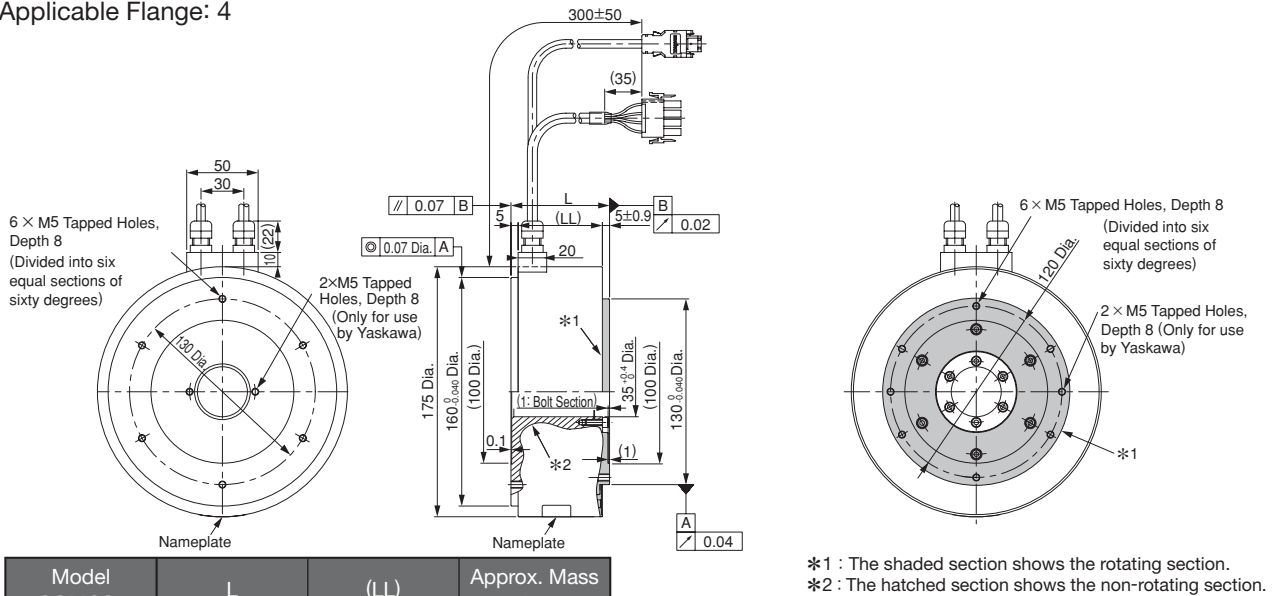 Applicable Flange: 4
300±50
(35)
50
30
(22)
10
6 × M5 Tapped Holes,
Depth 8
(Divided into six
equal sections of
sixty degrees)
2×M5 Tapped
Holes, Depth 8
(Only for use
by Yaskawa)
130 Dia.
Nameplate
// 0.07 B
L
B
5
(LL)
5±0.9
↗ 0.02
◎ 0.07 Dia. A
20
*1
175 Dia.
160 0 -0.040 Dia.
(100 Dia.)
(1: Bolt Section)
35 +0.4 0 Dia.
(100 Dia.)
130 0 -0.040 Dia.
0.1
(1)
*2
A
↗ 0.04
Nameplate
6 × M5 Tapped Holes, Depth 8
(Divided into six
equal sections of
sixty degrees)
120 Dia.
2 × M5 Tapped Holes,
Depth 8 (Only for use
by Yaskawa)
*1
*1 : The shaded section shows the rotating section.
*2 : The hatched section shows the non-rotating section.
Model L (LL) Approx. Mass